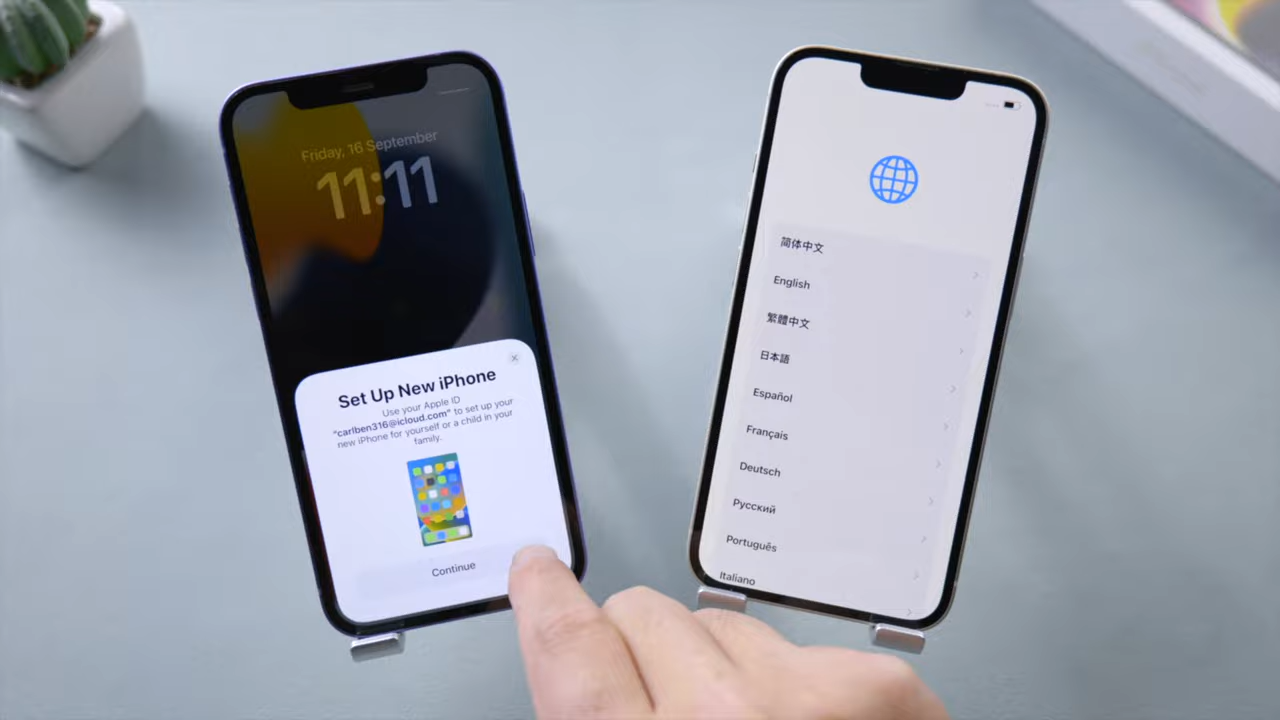 Friday, 16 September
11:11
Set Up New iPhone
Use your Apple ID
"carlben316@icloud.com" to set up your
new iPhone for yourself or a child in your
family.
Continue
简体中文
English
繁體中文
日本語
Español
Français
Deutsch
Русский
Português
Italiano